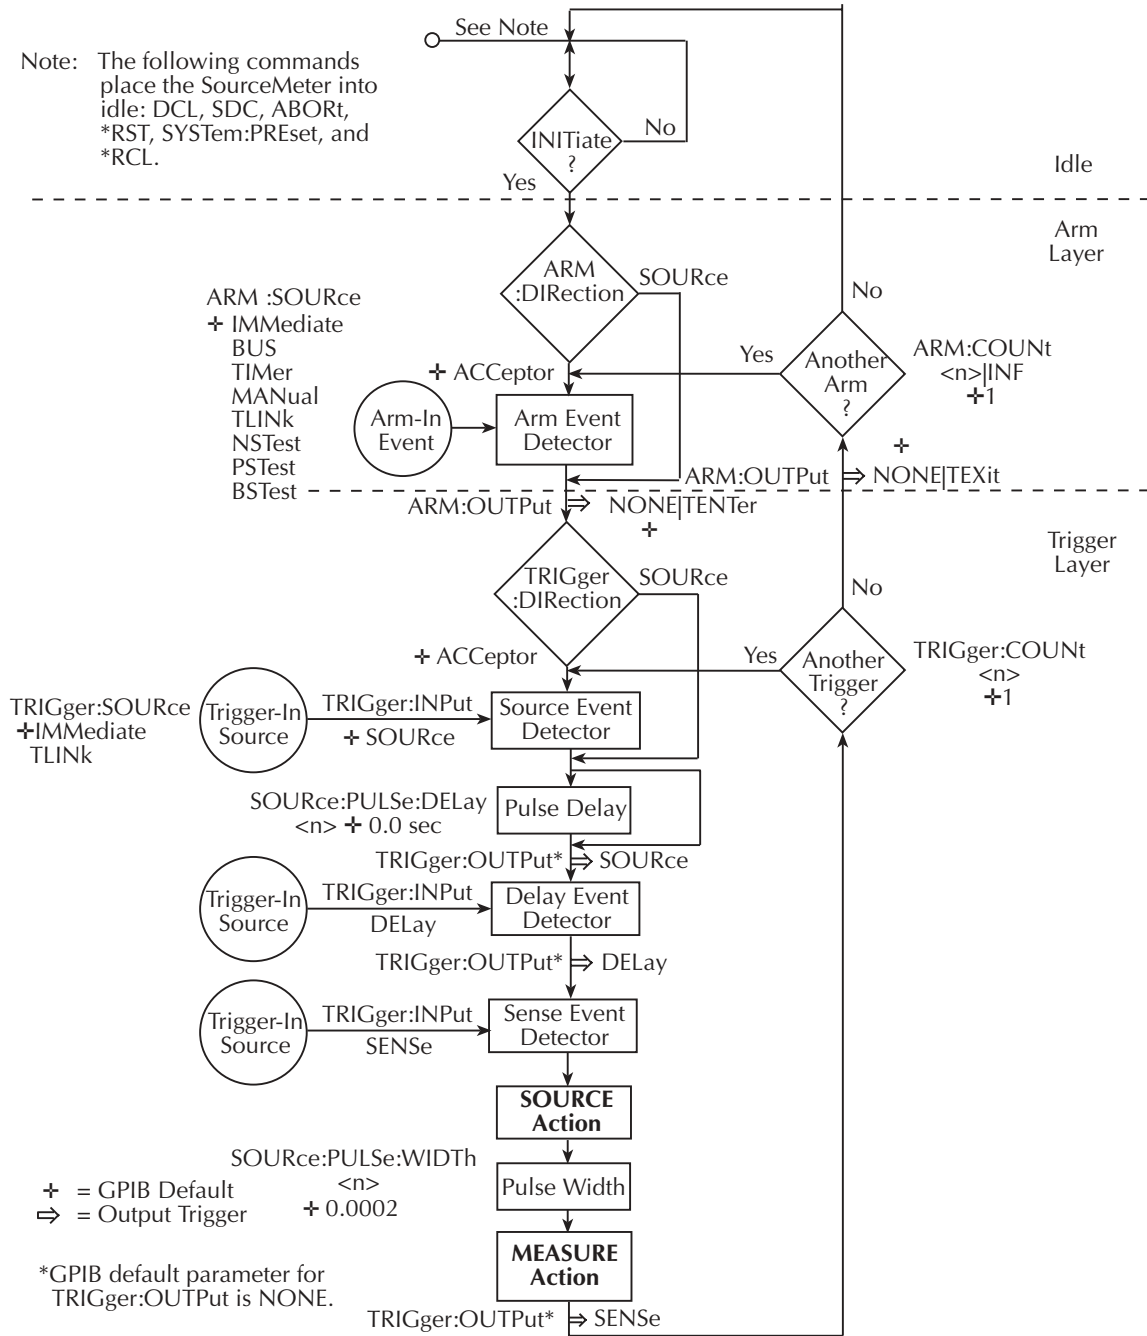 See Note
Note: The following commands
place the SourceMeter into
idle: DCL, SDC, ABORt,
*RST, SYSTem:PREset, and
*RCL.
INITiate
?
No
Yes
Idle
Arm
Layer
ARM
:DIRection
SOURce
ARM :SOURce
✛ IMMediate
BUS
TIMer
MANual
TLINk
NSTest
PSTest
BSTest
✛ ACCeptor
Arm-In
Event
Arm Event
Detector
No
Yes
Another
Arm
?
ARM:COUNt
<n>|INF
✛1
✛
ARM:OUTPut ⇨ NONE|TEXit
ARM:OUTPut ⇨ NONE|TENTer
✛
Trigger
Layer
TRIGger
:DIRection
SOURce
No
Yes
Another
Trigger
?
TRIGger:COUNt
<n>
✛1
✛ ACCeptor
TRIGger:SOURce
✛IMMediate
TLINk
Trigger-In
Source
TRIGger:INPut
✛ SOURce
Source Event
Detector
SOURce:PULSe:DELay
<n> ✛ 0.0 sec
Pulse Delay
TRIGger:OUTPut* ⇨ SOURce
Trigger-In
Source
TRIGger:INPut
DELay
Delay Event
Detector
TRIGger:OUTPut* ⇨ DELay
Trigger-In
Source
TRIGger:INPut
SENSe
Sense Event
Detector
SOURCE
Action
SOURce:PULSe:WIDTh
<n>
✛ 0.0002
Pulse Width
✛ = GPIB Default
⇨ = Output Trigger
MEASURE
Action
*GPIB default parameter for
TRIGger:OUTPut is NONE.
TRIGger:OUTPut* ⇨ SENSe